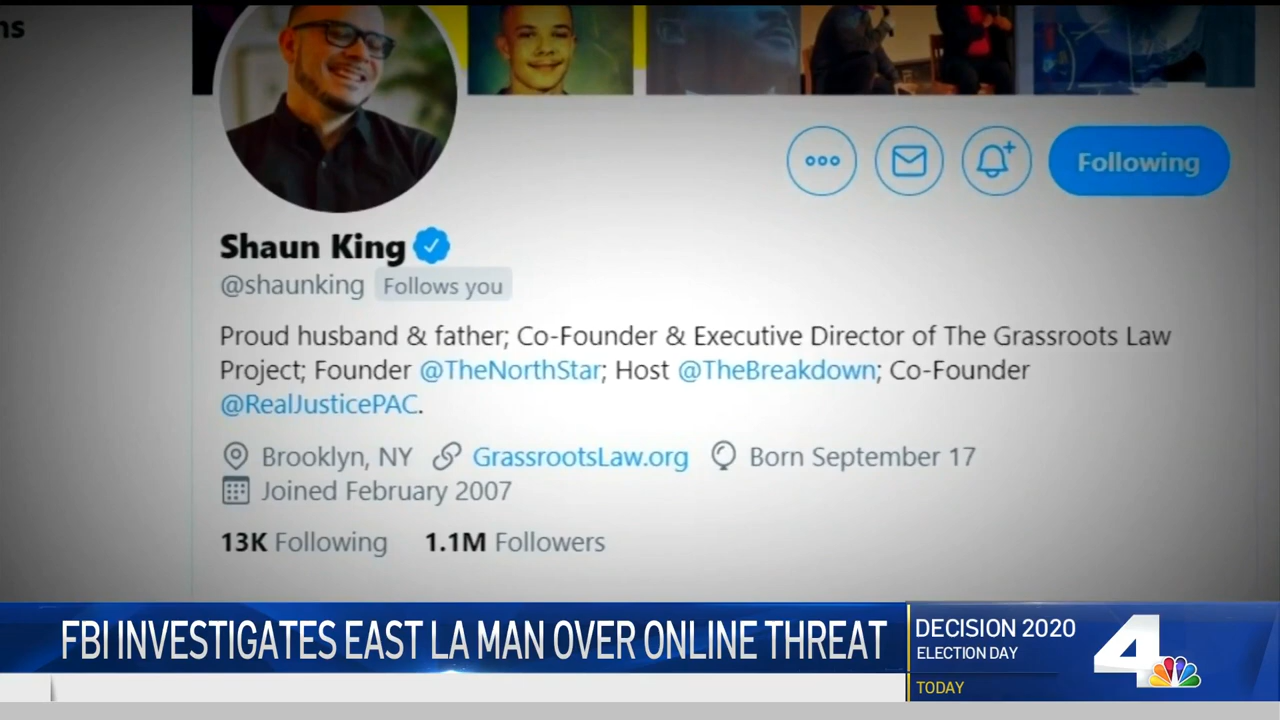 ns
Following
Shaun King
@shaunking Follows you
Proud husband & father; Co-Founder & Executive Director of The Grassroots Law
Project; Founder @TheNorthStar; Host @TheBreakdown; Co-Founder
@RealJusticePAC.
Brooklyn, NY GrassrootsLaw.org Born September 17
Joined February 2007
13K Following 1.1M Followers
FBI INVESTIGATES EAST LA MAN OVER ONLINE THREAT
DECISION 2020
ELECTION DAY
TODAY
4